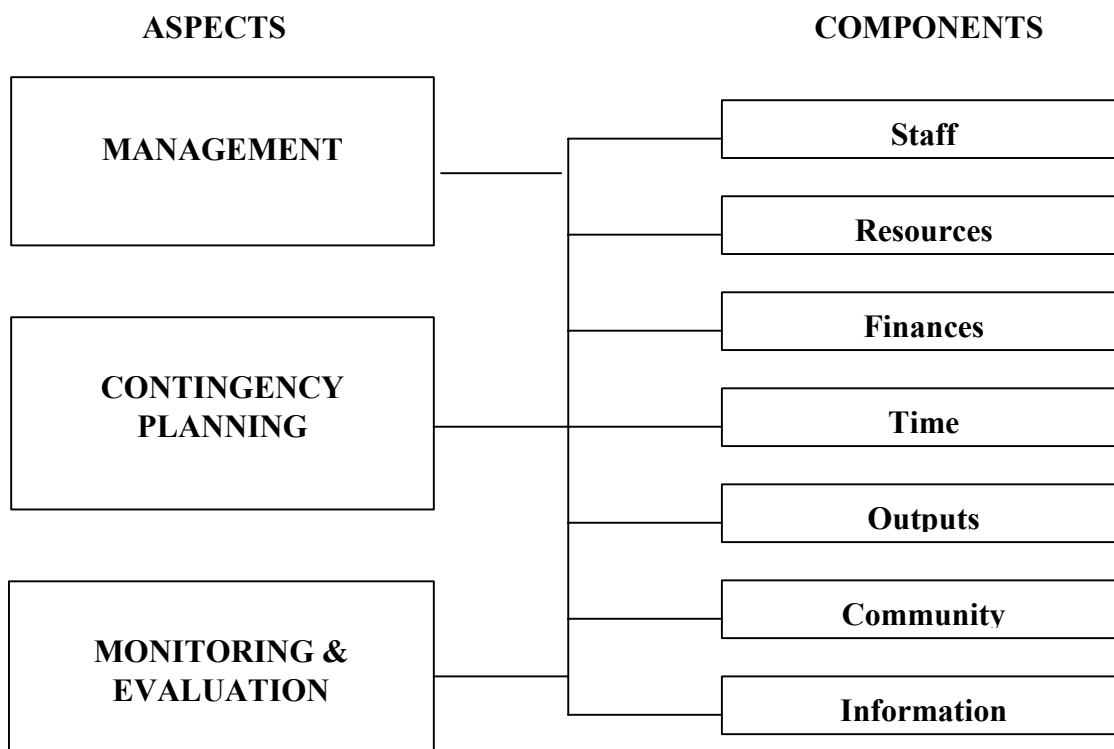 ASPECTS
COMPONENTS
MANAGEMENT
CONTINGENCY
PLANNING
MONITORING &
EVALUATION
Staff
Resources
Finances
Time
Outputs
Community
Information